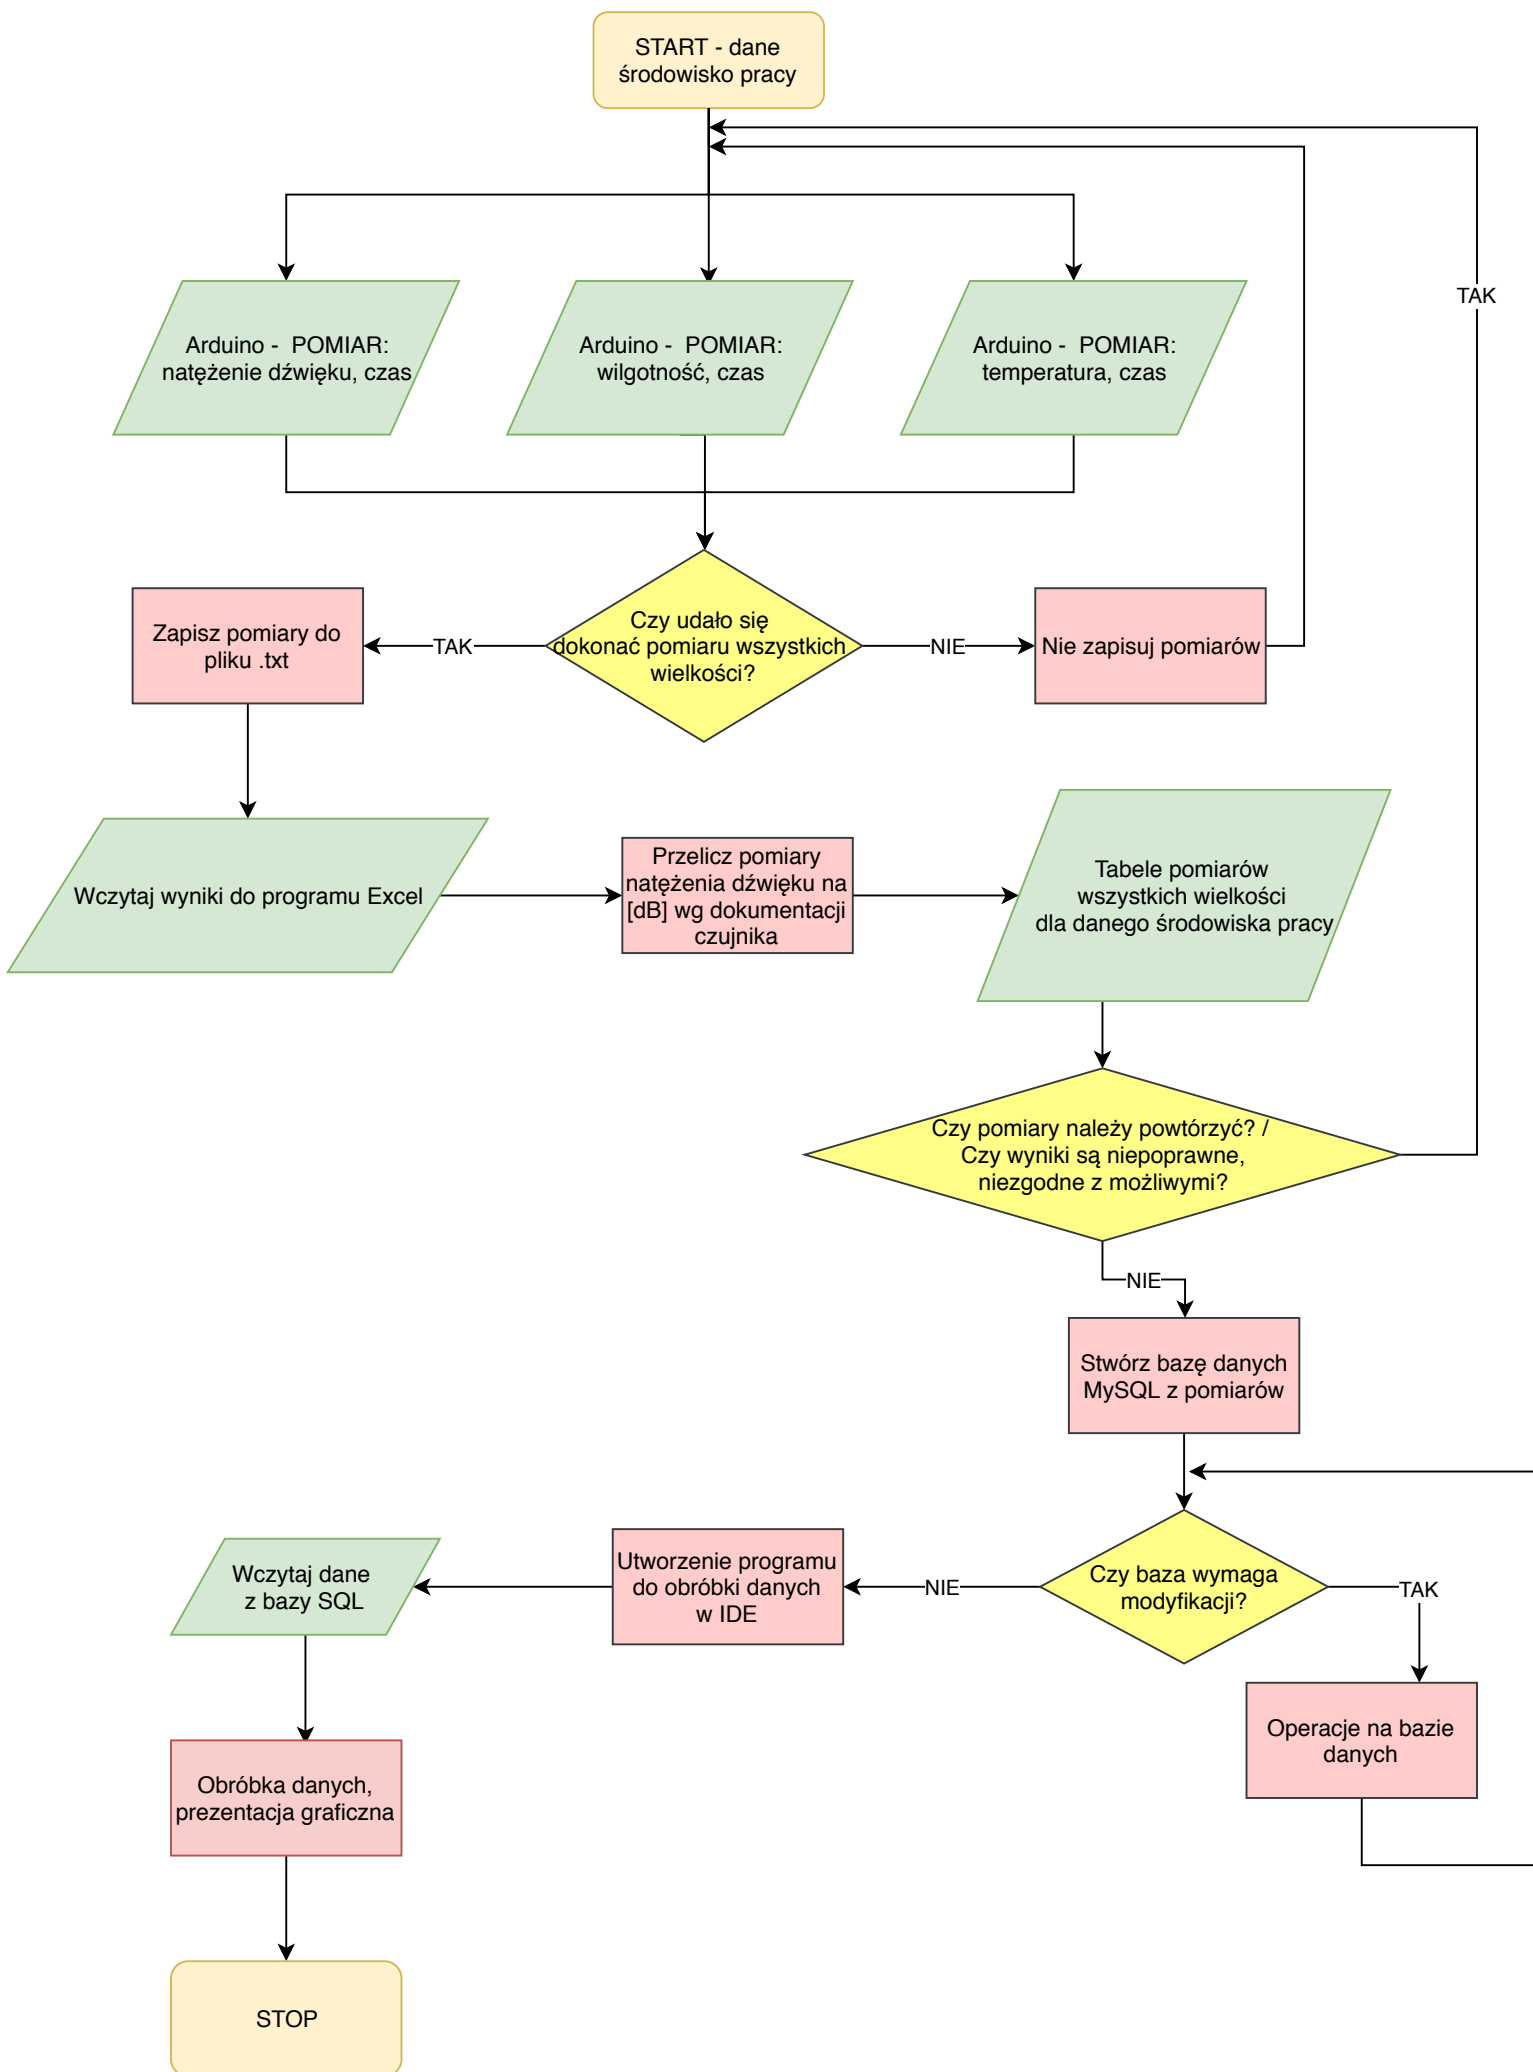 START - dane
środowisko pracy
TAK
Arduino -  POMIAR:
natężenie dźwięku, czas
Arduino -  POMIAR:
wilgotność, czas
Arduino -  POMIAR:
temperatura, czas
Zapisz pomiary do
pliku .txt
TAK
Czy udało się
dokonać pomiaru wszystkich
wielkości?
NIE
Nie zapisuj pomiarów
Wczytaj wyniki do programu Excel
Przelicz pomiary
natężenia dźwięku na
[dB] wg dokumentacji
czujnika
Tabele pomiarów
wszystkich wielkości
dla danego środowiska pracy
Czy pomiary należy powtórzyć? /
Czy wyniki są niepoprawne,
niezgodne z możliwymi?
NIE
Stwórz bazę danych
MySQL z pomiarów
Czy baza wymaga
modyfikacji?
NIE
TAK
Utworzenie programu
do obróbki danych
w IDE
Wczytaj dane
z bazy SQL
Operacje na bazie
danych
Obróbka danych,
prezentacja graficzna
STOP